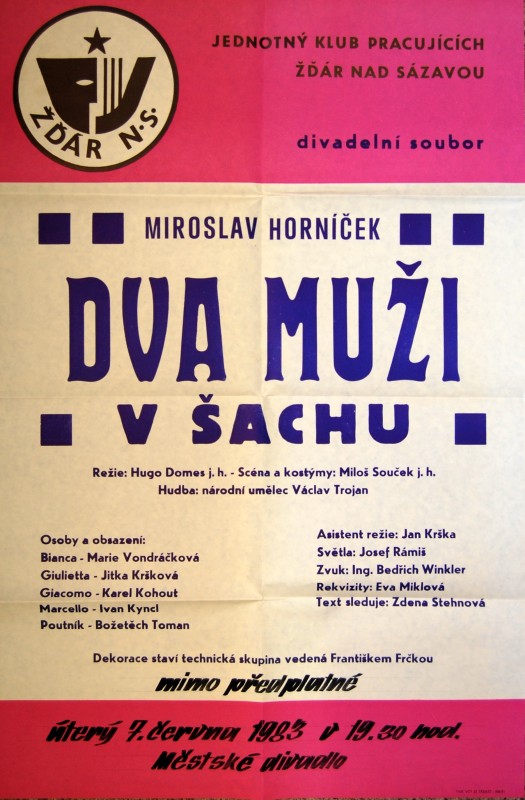 JEDNOTNÝ KLUB PRACUJÍCÍCH
ŽĎÁR NAD SÁZAVOU
ŽĎÁR N.S.
divadelní soubor
MIROSLAV HORNÍČEK
DVA MUŽI
V ŠACHU
Režie: Hugo Domes j. h. - Scéna a kostýmy: Miloš Souček j. h.
Hudba: národní umělec Václav Trojan
Osoby a obsazení:
Bianca - Marie Vondráčková
Giulietta - Jitka Kršková
Giacomo - Karel Kohout
Marcello - Ivan Kyncl
Poutník - Božetěch Toman
Asistent režie: Jan Krška
Světla: Josef Rámiš
Zvuk: Ing. Bedřich Winkler
Rekvizity: Eva Miklová
Text sleduje: Zdena Stehnová
Dekorace staví technická skupina vedená Františkem Frčkou
mimo předplatné
úterý 7. června 1983 v 19.30 hod.
Městské divadlo